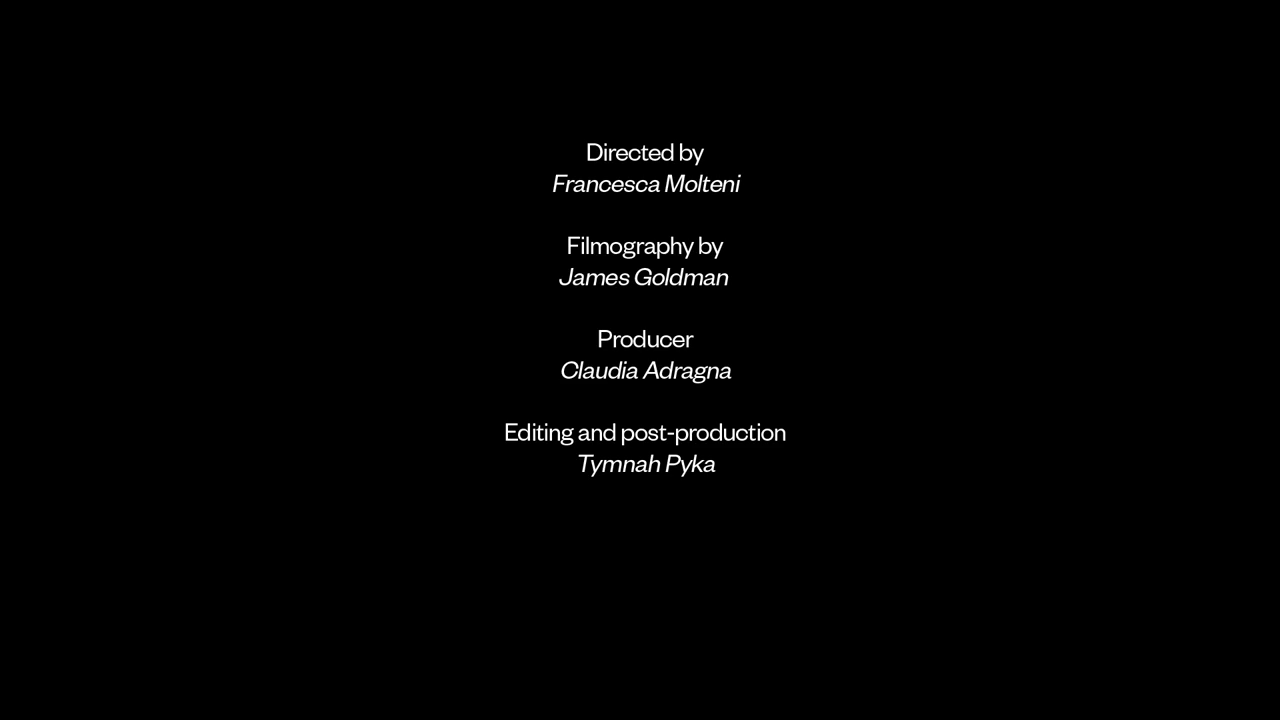 Directed by
Francesca Molteni
Filmography by
James Goldman
Producer
Claudia Adragna
Editing and post-production
Tymnah Pyka